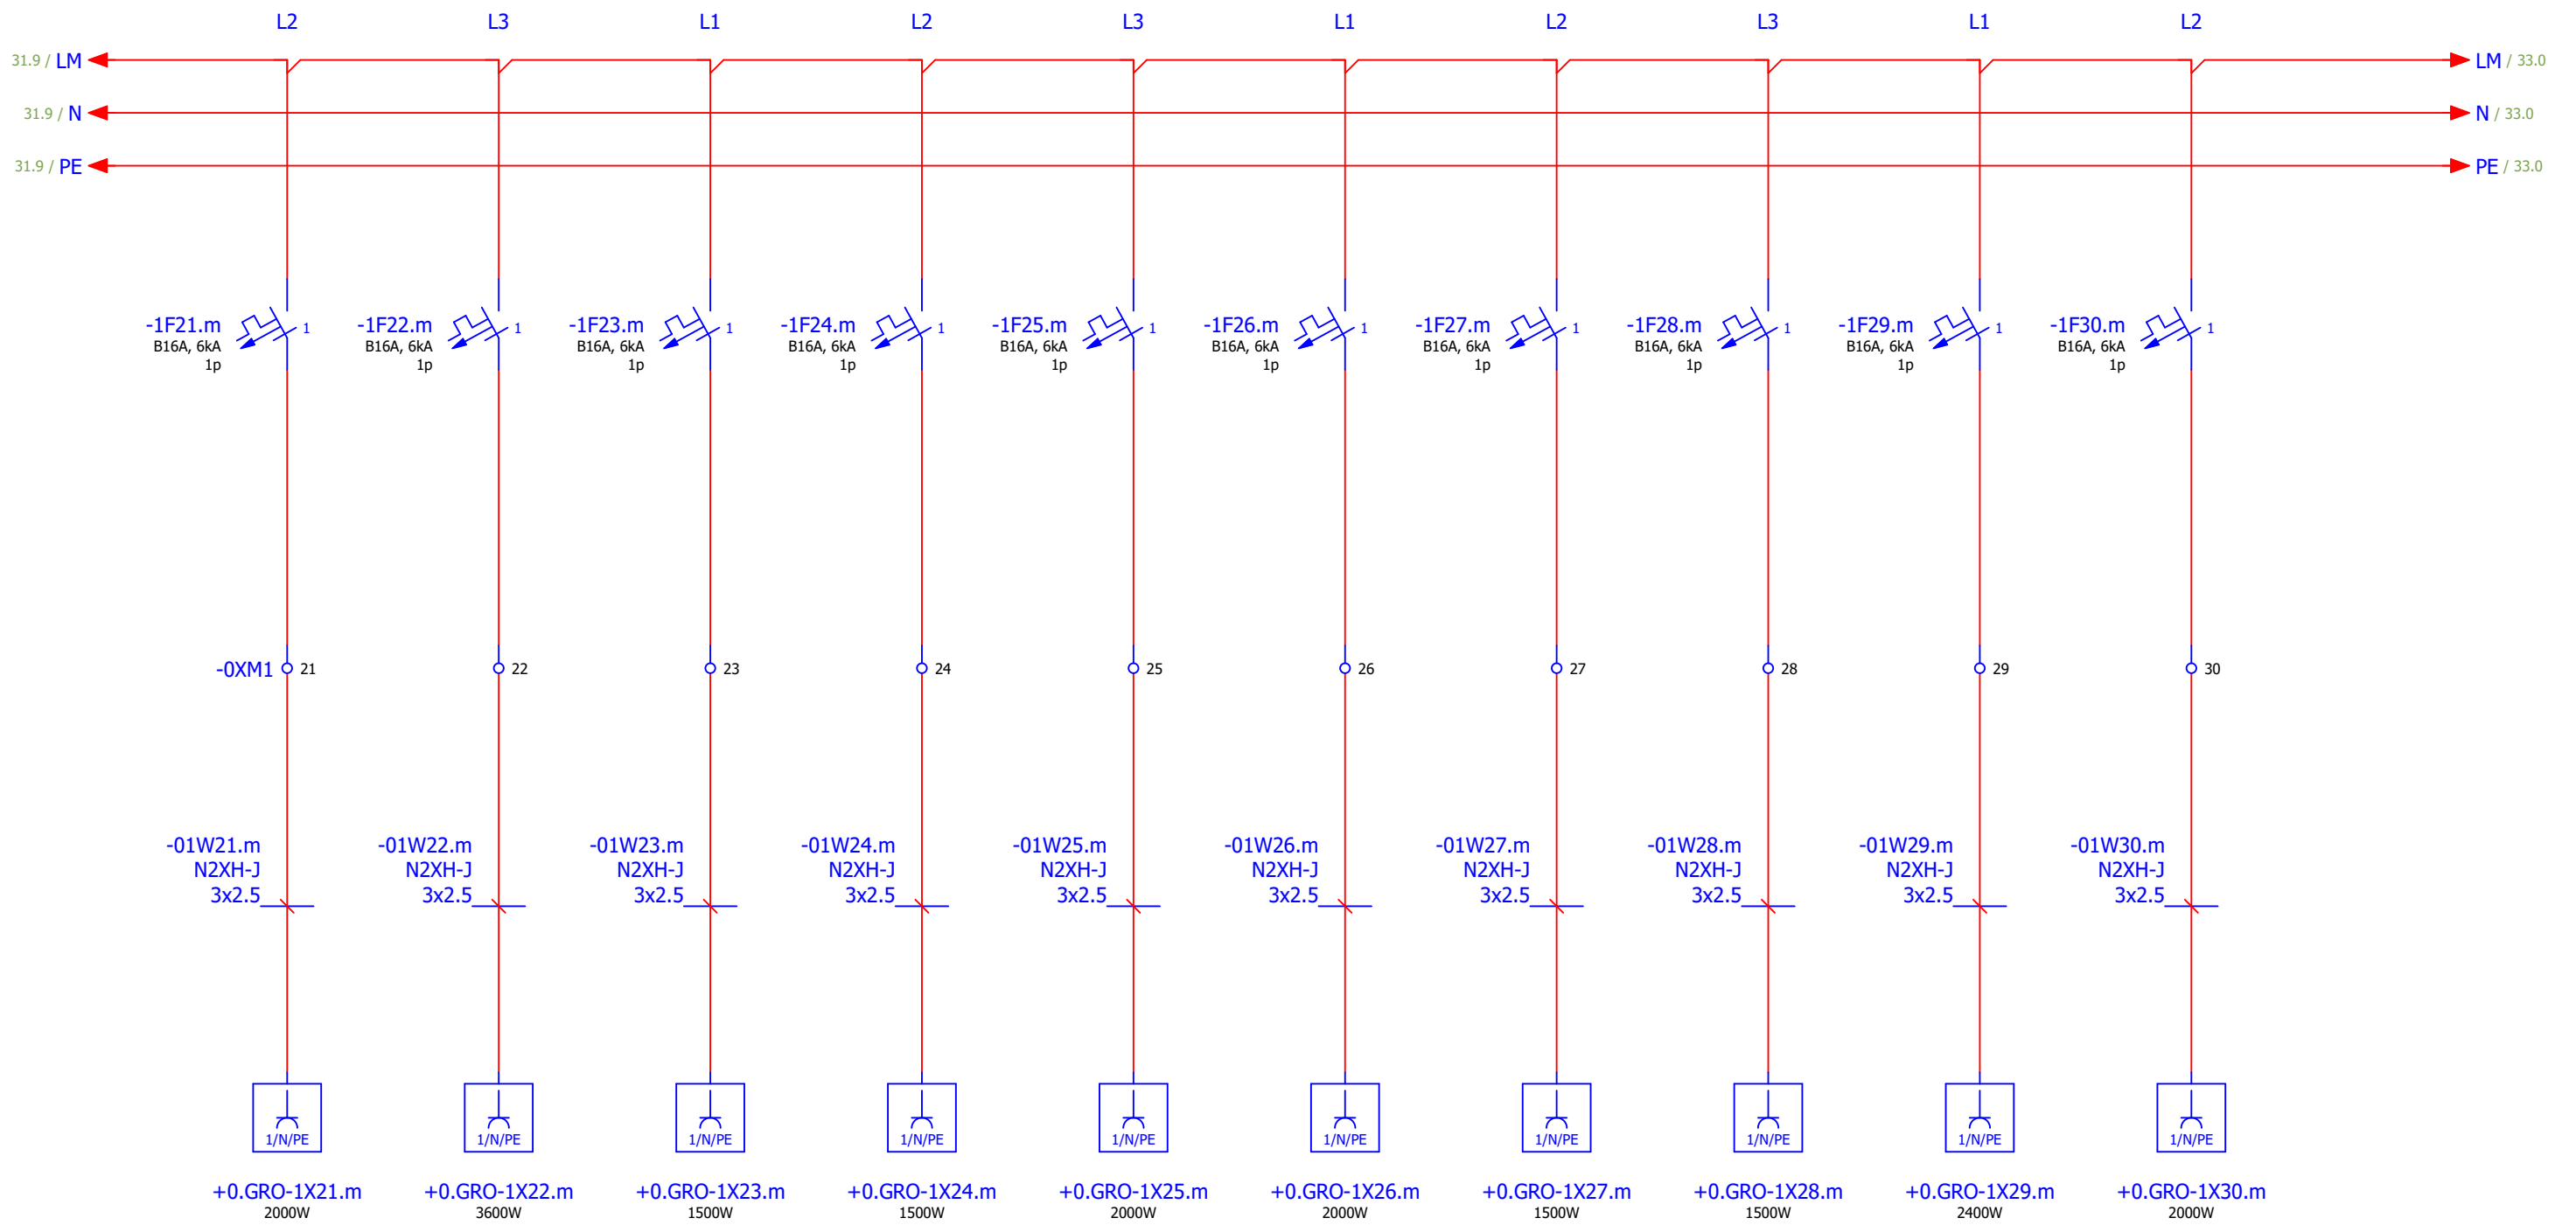 L2 L3 L1 L2 L3 L1 L2 L3 L1 L2
31.9 / LM LM / 33.0
31.9 / N N / 33.0
31.9 / PE PE / 33.0
-1F21.m 1 -1F22.m 1 -1F23.m 1 -1F24.m 1 -1F25.m 1 -1F26.m 1 -1F27.m 1 -1F28.m 1 -1F29.m 1 -1F30.m 1
B16A, 6kA B16A, 6kA B16A, 6kA B16A, 6kA B16A, 6kA B16A, 6kA B16A, 6kA B16A, 6kA B16A, 6kA B16A, 6kA
1p 1p 1p 1p 1p 1p 1p 1p 1p 1p
-0XM1 21 22 23 24 25 26 27 28 29 30
-01W21.m -01W22.m -01W23.m -01W24.m -01W25.m -01W26.m -01W27.m -01W28.m -01W29.m -01W30.m
N2XH-J N2XH-J N2XH-J N2XH-J N2XH-J N2XH-J N2XH-J N2XH-J N2XH-J N2XH-J
3x2.5 3x2.5 3x2.5 3x2.5 3x2.5 3x2.5 3x2.5 3x2.5 3x2.5 3x2.5
1/N/PE 1/N/PE 1/N/PE 1/N/PE 1/N/PE 1/N/PE 1/N/PE 1/N/PE 1/N/PE 1/N/PE
+0.GRO-1X21.m +0.GRO-1X22.m +0.GRO-1X23.m +0.GRO-1X24.m +0.GRO-1X25.m +0.GRO-1X26.m +0.GRO-1X27.m +0.GRO-1X28.m +0.GRO-1X29.m +0.GRO-1X30.m
2000W 3600W 1500W 1500W 2000W 2000W 1500W 1500W 2400W 2000W